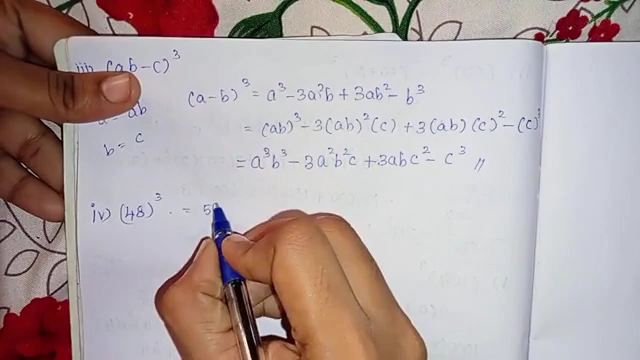 iii) (ab-c)³
(a-b)³ = a³-3a²b+3ab²-b³
a = ab
= (ab)³-3(ab)²(c)+3(ab)(c)²-(c)³
b = c
= a³b³-3a²b²c+3abc²-c³ //
iv) (48)³ = 5